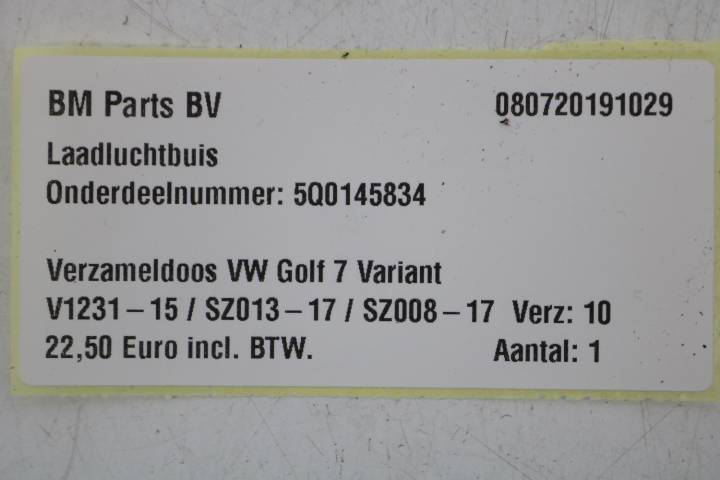 BM Parts BV 080720191029
Laadluchtbuis
Onderdeelnummer: 5Q0145834
Verzameldoos VW Golf 7 Variant
V1231-15 / SZ013-17 / SZ008-17 Verz: 10
22,50 Euro incl. BTW. Aantal: 1